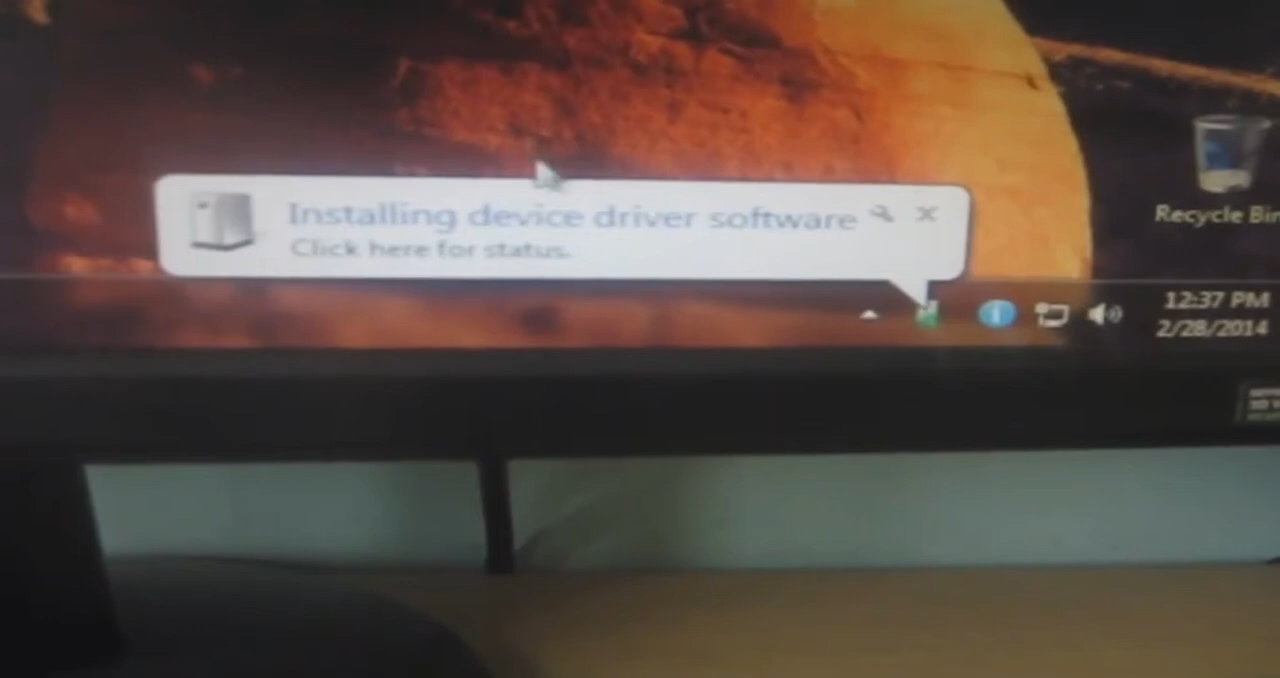 Installing device driver software
Click here for status.
Recycle Bin
12:37 PM
2/28/2014